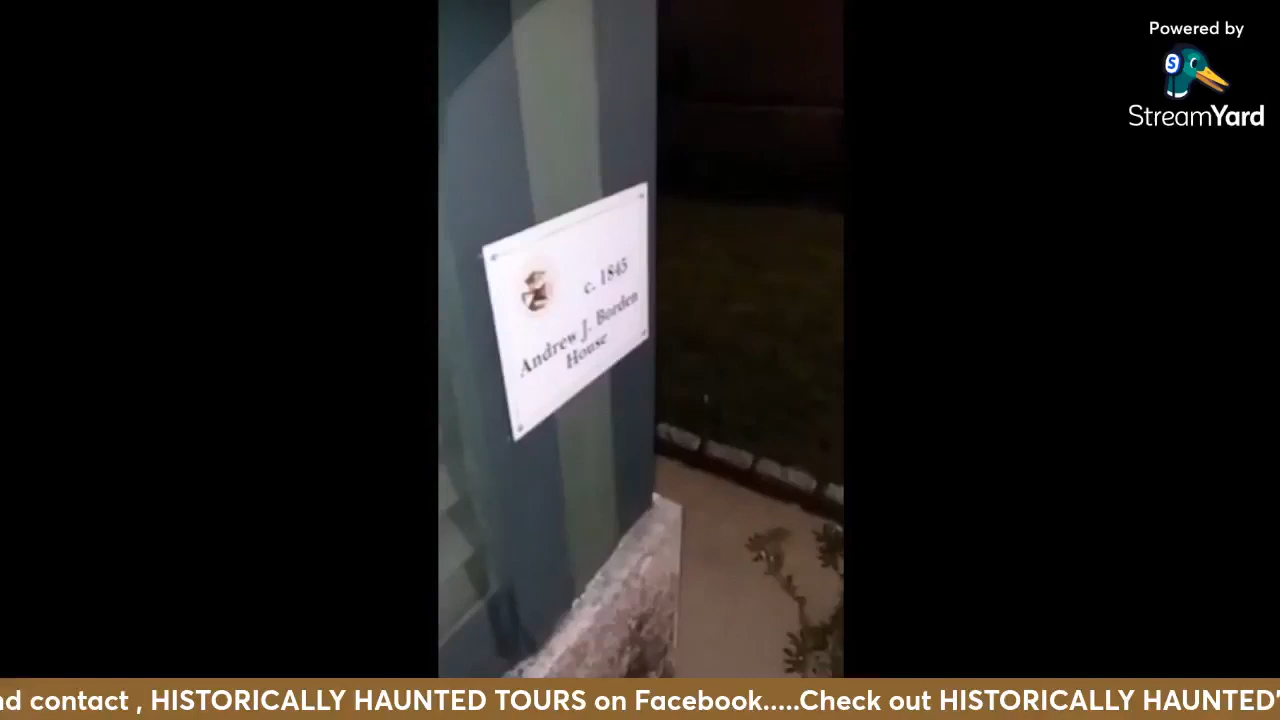 Powered by
S
StreamYard
c. 1845
Andrew J. Borden
House
nd contact , HISTORICALLY HAUNTED TOURS on Facebook.....Check out HISTORICALLY HAUNTED